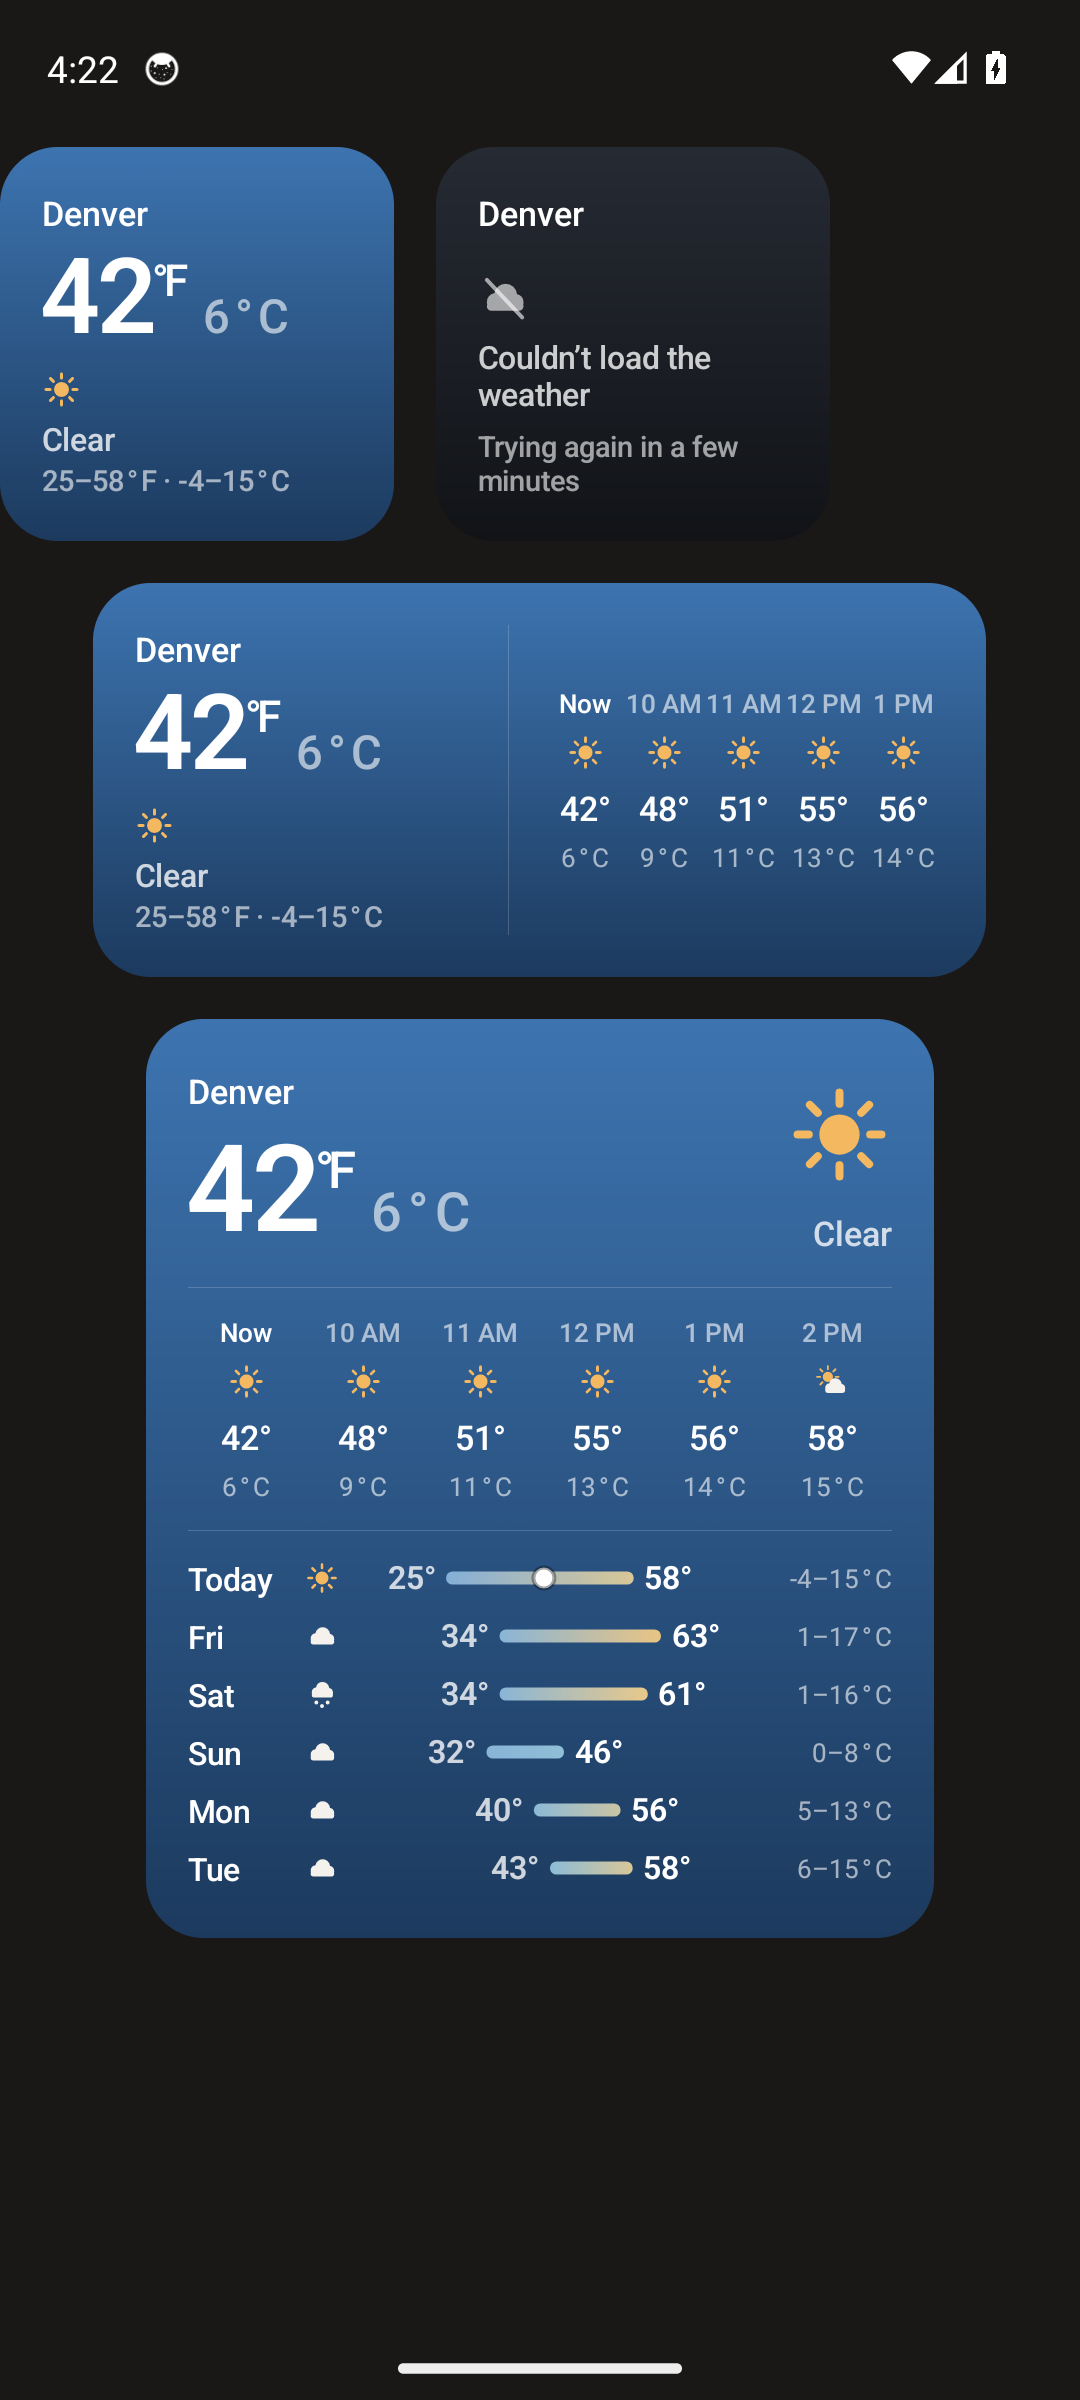 4:22
Denver
42°F 6°C
Clear
25–58°F · -4–15°C
Denver
Couldn’t load the
weather
Trying again in a few
minutes
Denver
42°F 6°C
Clear
25–58°F · -4–15°C
Now 10 AM 11 AM 12 PM 1 PM
42° 48° 51° 55° 56°
6°C 9°C 11°C 13°C 14°C
Denver
42°F 6°C
Clear
Now 10 AM 11 AM 12 PM 1 PM 2 PM
42° 48° 51° 55° 56° 58°
6°C 9°C 11°C 13°C 14°C 15°C
Today 25° 58° -4–15°C
Fri 34° 63° 1–17°C
Sat 34° 61° 1–16°C
Sun 32° 46° 0–8°C
Mon 40° 56° 5–13°C
Tue 43° 58° 6–15°C